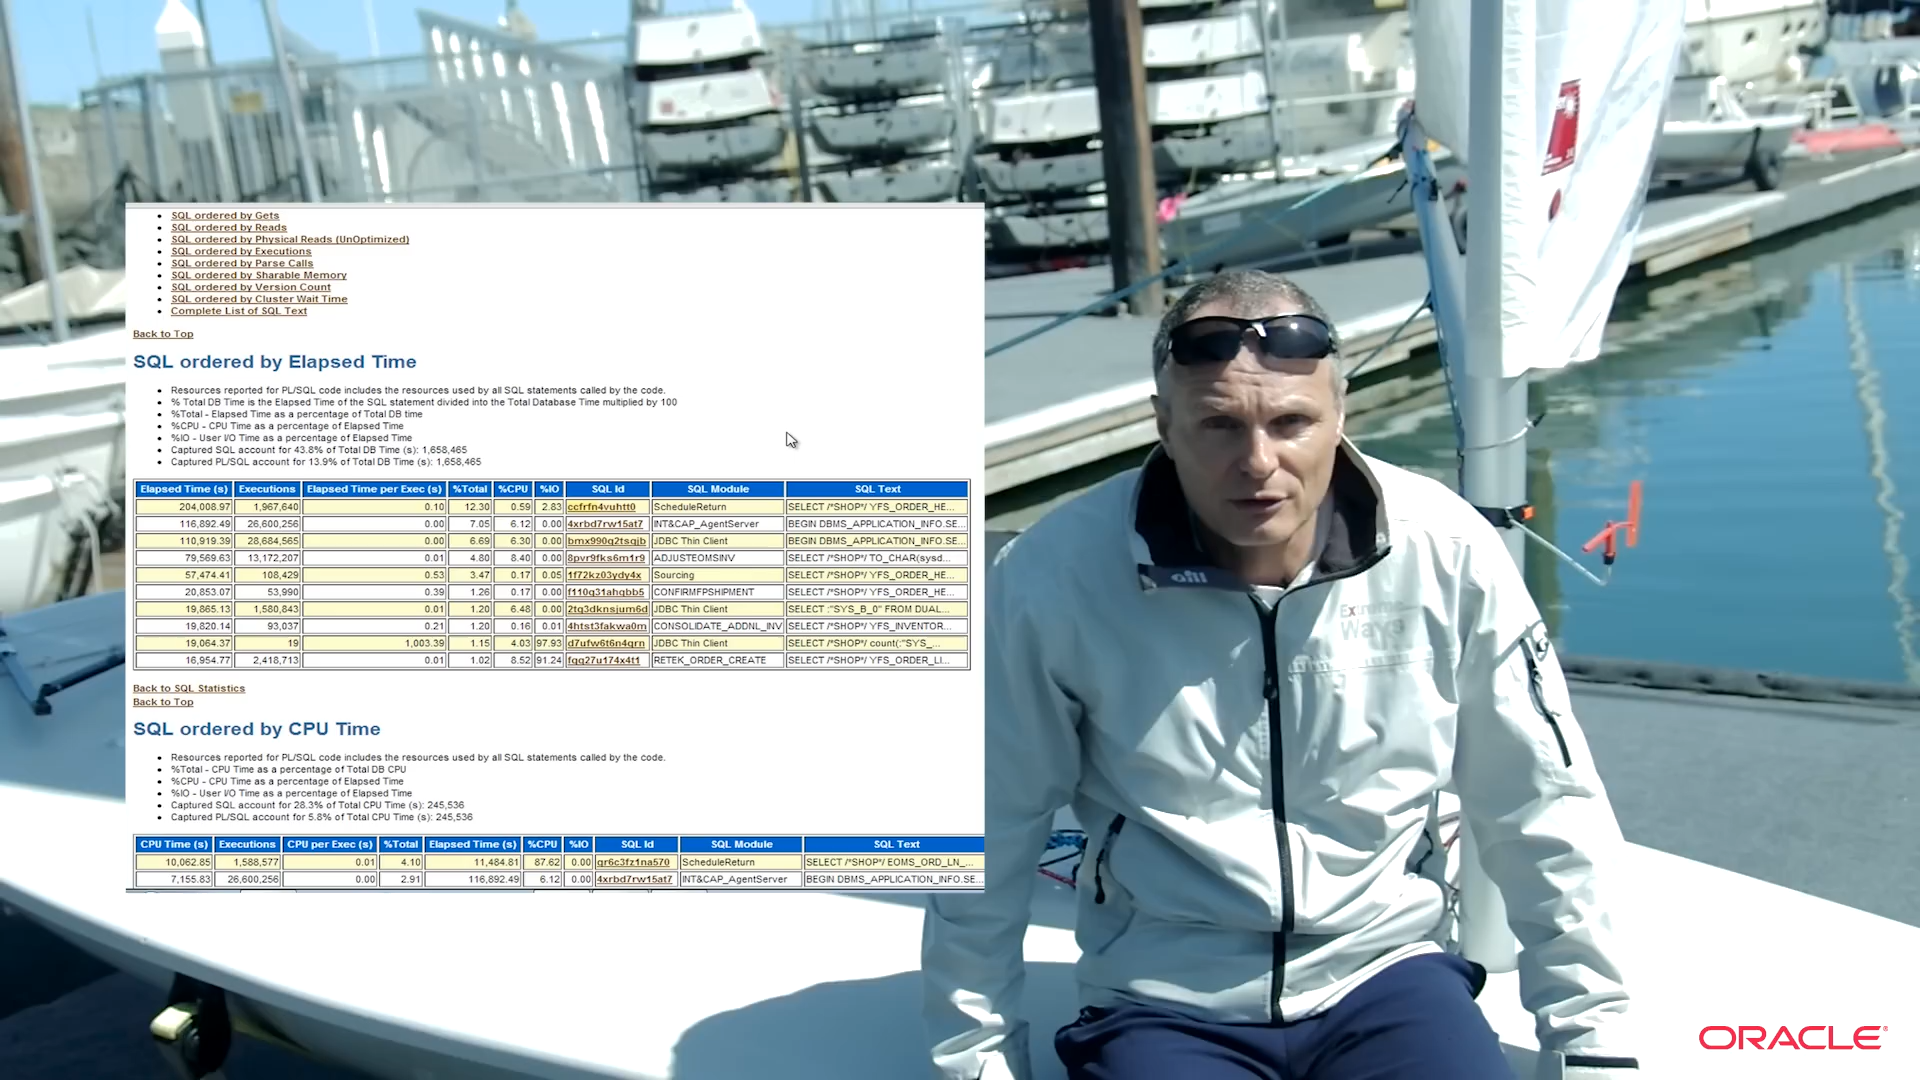 SQL ordered by Gets
SQL ordered by Reads
SQL ordered by Physical Reads (UnOptimized)
SQL ordered by Executions
SQL ordered by Parse Calls
SQL ordered by Sharable Memory
SQL ordered by Version Count
SQL ordered by Cluster Wait Time
Complete List of SQL Text
Back to Top
SQL ordered by Elapsed Time
Resources reported for PL/SQL code includes the resources used by all SQL statements called by the code.
% Total DB Time is the Elapsed Time of the SQL statement divided into the Total Database Time multiplied by 100
%Total - Elapsed Time as a percentage of Total DB time
%CPU - CPU Time as a percentage of Elapsed Time
%IO - User I/O Time as a percentage of Elapsed Time
Captured SQL account for 43.8% of Total DB Time (s): 1,658,465
Captured PL/SQL account for 13.9% of Total DB Time (s): 1,658,465
Elapsed Time (s) Executions Elapsed Time per Exec (s) %Total %CPU %IO SQL Id SQL Module SQL Text
204,008.97 1,967,640 0.10 12.30 0.59 2.83 ccfrfn4vuhtt0 ScheduleReturn SELECT /*SHOP*/ YFS_ORDER_HE...
116,892.49 26,600,256 0.00 7.05 6.12 0.00 4xrbd7rw15at7 INT&CAP_AgentServer BEGIN DBMS_APPLICATION_INFO.SE...
110,919.39 28,684,565 0.00 6.69 6.30 0.00 bmx990q2tsqjb JDBC Thin Client BEGIN DBMS_APPLICATION_INFO.SE...
79,569.63 13,172,207 0.01 4.80 8.40 0.00 8pvr9fks6m1r9 ADJUSTEOMSINV SELECT /*SHOP*/ TO_CHAR(sysd...
57,474.41 108,429 0.53 3.47 0.17 0.05 1f72kz03ydy4x Sourcing SELECT /*SHOP*/ YFS_ORDER_HE...
20,853.07 53,990 0.39 1.26 0.17 0.00 f110g31ahqbb5 CONFIRMFPSHIPMENT SELECT /*SHOP*/ YFS_ORDER_HE...
19,865.13 1,580,843 0.01 1.20 6.48 0.00 2tq3dknsjum6d JDBC Thin Client SELECT :"SYS_B_0" FROM DUAL...
19,820.14 93,037 0.21 1.20 0.16 0.01 4htst3fakwa0m CONSOLIDATE_ADDNL_INV SELECT /*SHOP*/ YFS_INVENTOR...
19,064.37 19 1,003.39 1.15 4.03 97.93 d7ufw6t6n4qrn JDBC Thin Client SELECT /*SHOP*/ count(:"SYS_...
16,954.77 2,418,713 0.01 1.02 8.52 91.24 fqq27u174x4t1 RETEK_ORDER_CREATE SELECT /*SHOP*/ YFS_ORDER_LI...
Back to SQL Statistics
Back to Top
SQL ordered by CPU Time
Resources reported for PL/SQL code includes the resources used by all SQL statements called by the code.
%Total - CPU Time as a percentage of Total DB CPU
%CPU - CPU Time as a percentage of Elapsed Time
%IO - User I/O Time as a percentage of Elapsed Time
Captured SQL account for 28.3% of Total CPU Time (s): 245,536
Captured PL/SQL account for 5.8% of Total CPU Time (s): 245,536
CPU Time (s) Executions CPU per Exec (s) %Total Elapsed Time (s) %CPU %IO SQL Id SQL Module SQL Text
10,062.85 1,588,577 0.01 4.10 11,484.81 87.62 0.00 gr6c3fz1na570 ScheduleReturn SELECT /*SHOP*/ EOMS_ORD_LN_...
7,155.83 26,600,256 0.00 2.91 116,892.49 6.12 0.00 4xrbd7rw15at7 INT&CAP_AgentServer BEGIN DBMS_APPLICATION_INFO.SE...
gill
Extreme
Ways
ORACLE